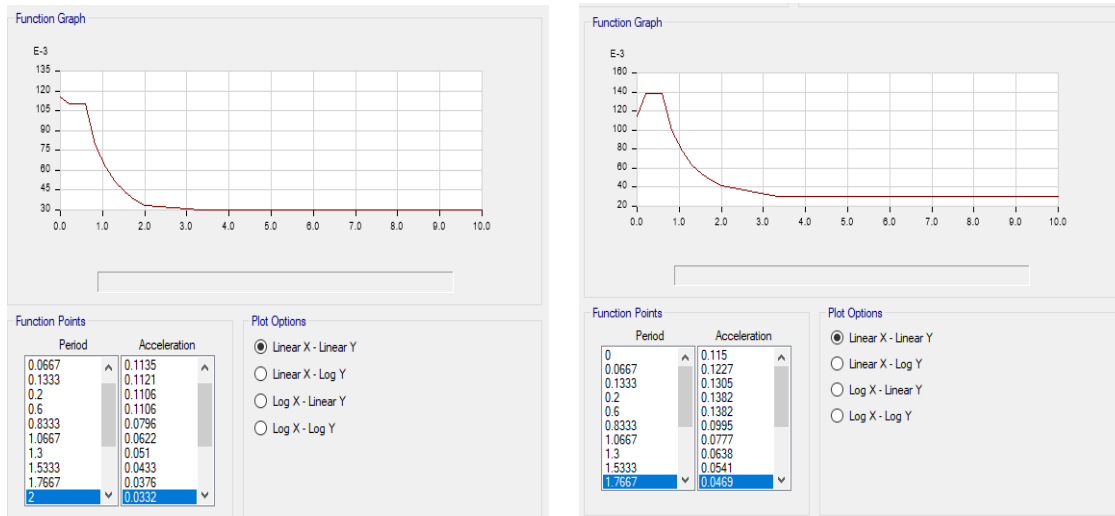 Function Graph
E-3
135
120
105
90
75
60
45
30
0.0 1.0 2.0 3.0 4.0 5.0 6.0 7.0 8.0 9.0 10.0
Function Points
Period Acceleration
0.0667 0.1135
0.1333 0.1121
0.2 0.1106
0.6 0.1106
0.8333 0.0796
1.0667 0.0622
1.3 0.051
1.5333 0.0433
1.7667 0.0376
2 0.0332
Plot Options
Linear X - Linear Y
Linear X - Log Y
Log X - Linear Y
Log X - Log Y
Function Graph
E-3
160
140
120
100
80
60
40
20
0.0 1.0 2.0 3.0 4.0 5.0 6.0 7.0 8.0 9.0 10.0
Function Points
Period Acceleration
0 0.115
0.0667 0.1227
0.1333 0.1305
0.2 0.1382
0.6 0.1382
0.8333 0.0995
1.0667 0.0777
1.3 0.0638
1.5333 0.0541
1.7667 0.0469
Plot Options
Linear X - Linear Y
Linear X - Log Y
Log X - Linear Y
Log X - Log Y